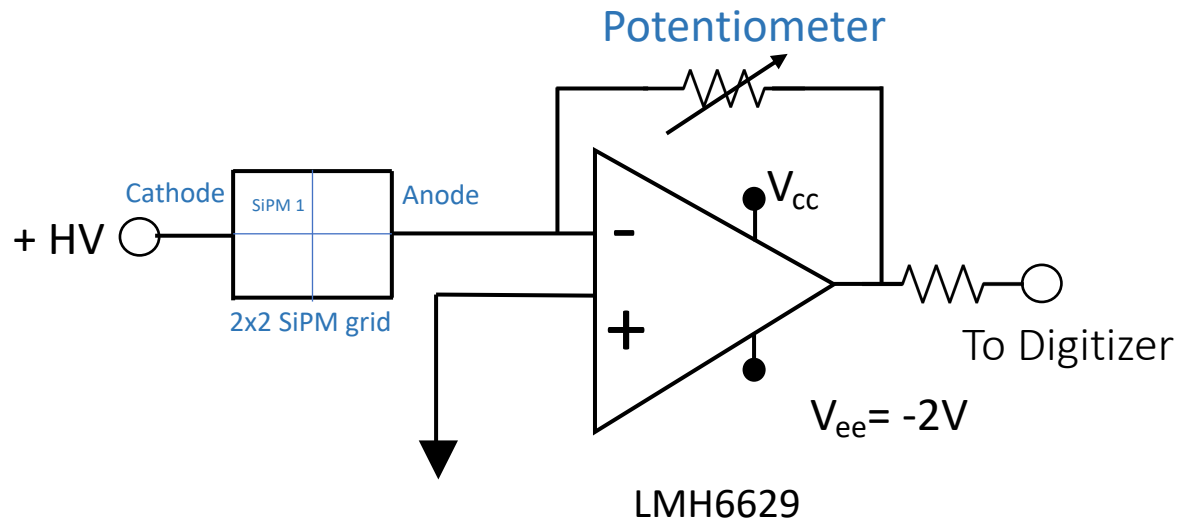 Potentiometer
Cathode
SiPM 1
Anode
+ HV
2x2 SiPM grid
-
+
Vcc
Vee= -2V
To Digitizer
LMH6629